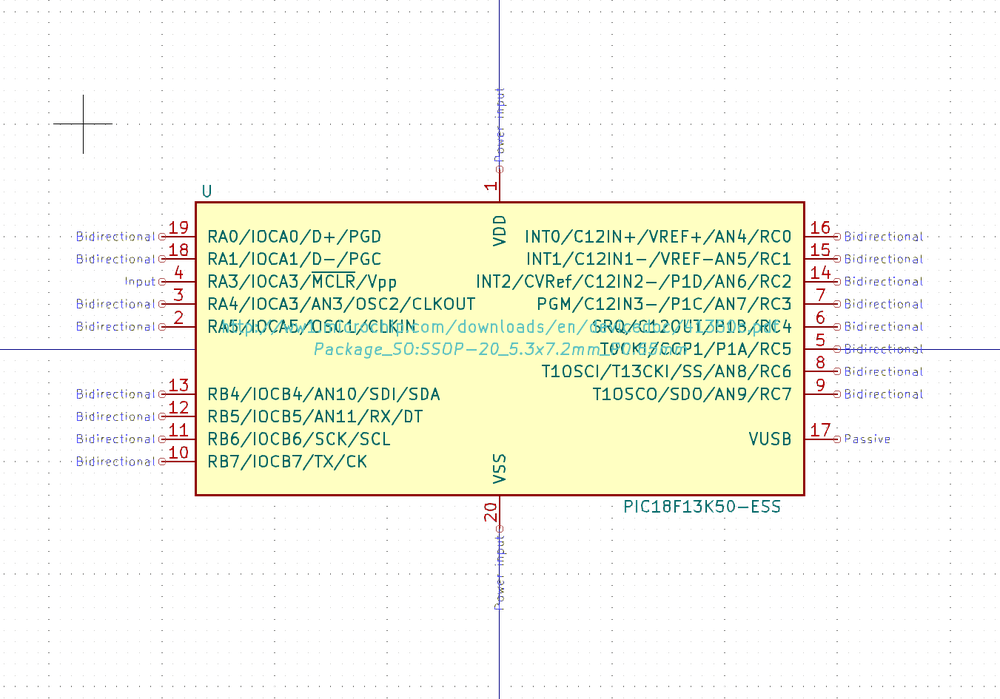 Power input
1
U
VDD
Bidirectional 19 RA0/IOCA0/D+/PGD INT0/C12IN+/VREF+/AN4/RC0 16 Bidirectional
Bidirectional 18 RA1/IOCA1/D-/PGC INT1/C12IN1-/VREF-AN5/RC1 15 Bidirectional
Input 4 RA3/IOCA3/MCLR/Vpp INT2/CVRef/C12IN2-/P1D/AN6/RC2 14 Bidirectional
Bidirectional 3 RA4/IOCA3/AN3/OSC2/CLKOUT PGM/C12IN3-/P1C/AN7/RC3 7 Bidirectional
Bidirectional 2 RA5/IOCA5/OSC1/CLKIN 6 Bidirectional
Package_SO:SSOP-20_5.3x7.2mm 5 Bidirectional
T1OSCI/T13CKI/SS/AN8/RC6 8 Bidirectional
Bidirectional 13 RB4/IOCB4/AN10/SDI/SDA T1OSCO/SDO/AN9/RC7 9 Bidirectional
Bidirectional 12 RB5/IOCB5/AN11/RX/DT
Bidirectional 11 RB6/IOCB6/SCK/SCL VUSB 17 Passive
Bidirectional 10 RB7/IOCB7/TX/CK
VSS
PIC18F13K50-ESS
20
Power input